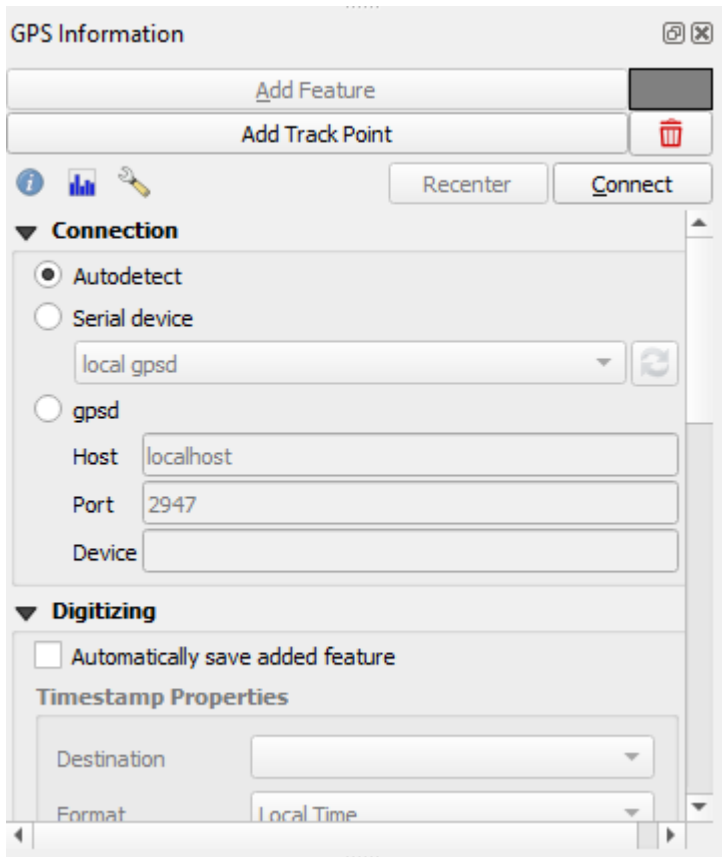 GPS Information
Add Feature
Add Track Point
Recenter
Connect
Connection
Autodetect
Serial device
local gpsd
gpsd
Host localhost
Port 2947
Device
Digitizing
Automatically save added feature
Timestamp Properties
Destination
Format Local Time